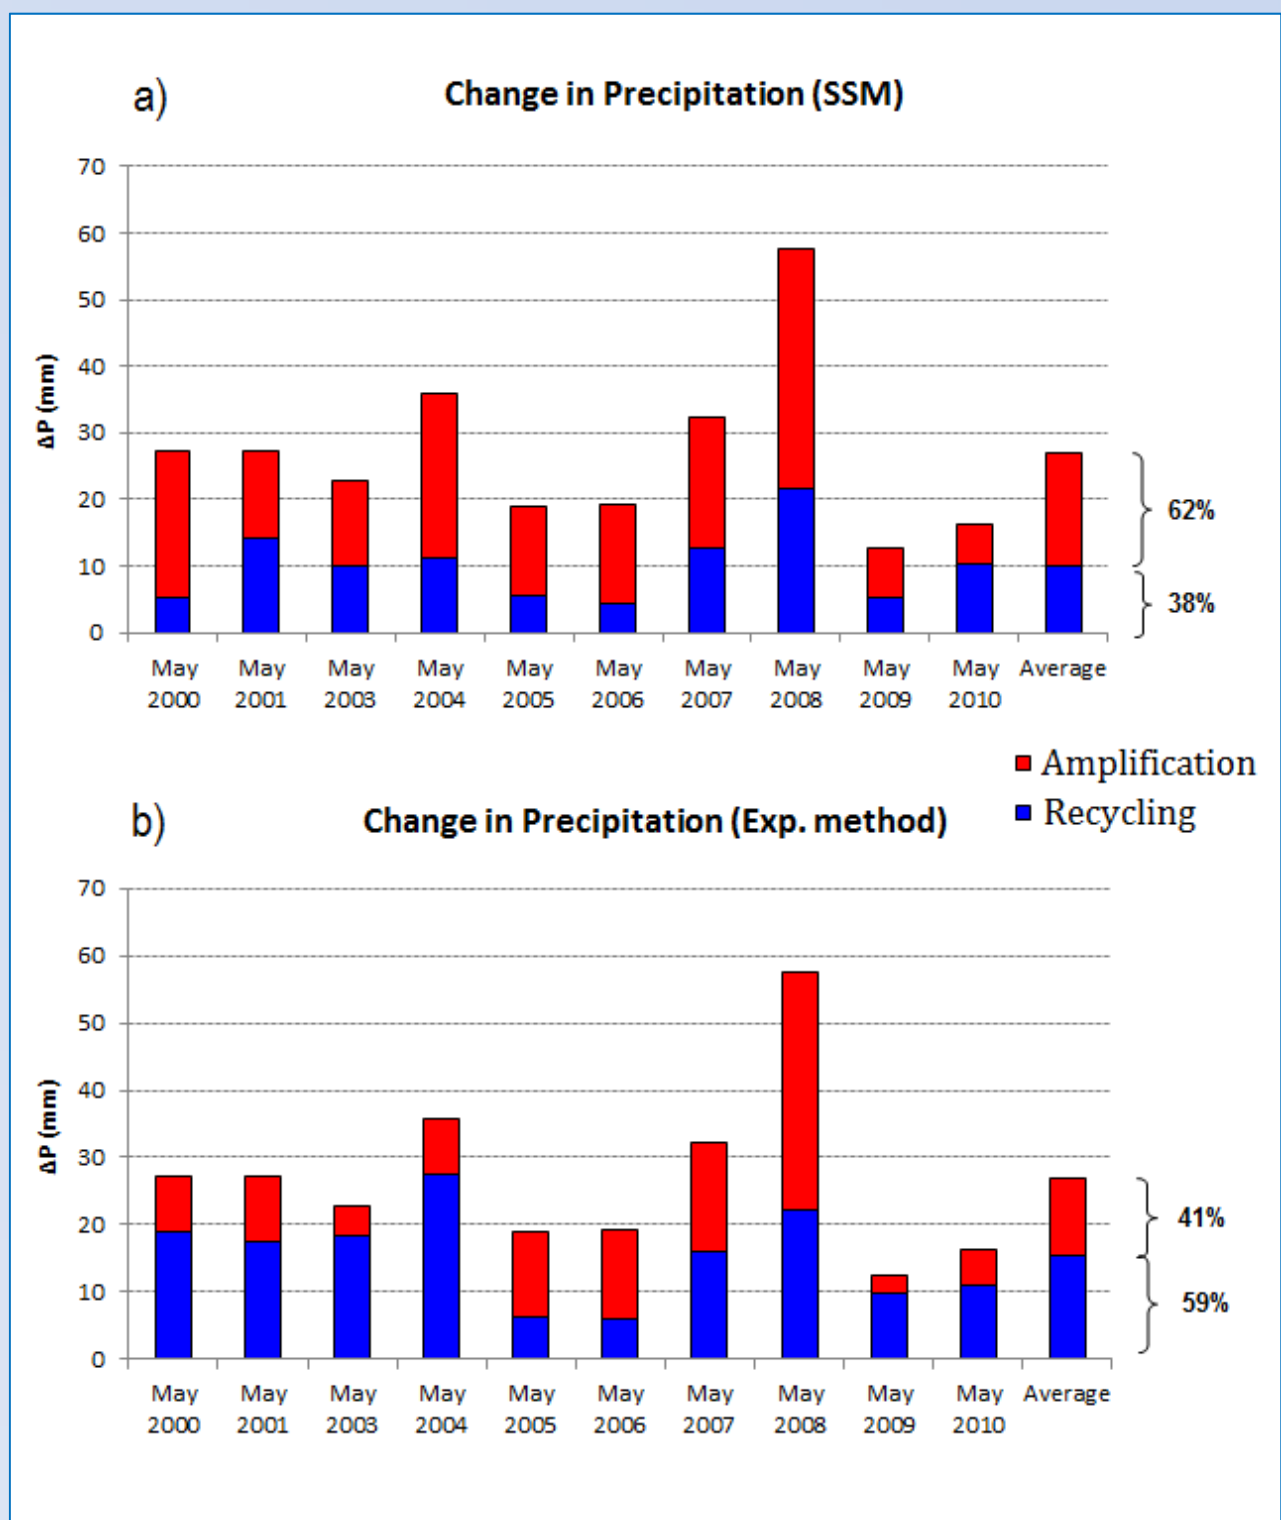 a)
Change in Precipitation (SSM)
70
60
50
40
30
20
10
0
ΔP (mm)
62%
38%
May May May May May May May May May May Average
2000 2001 2003 2004 2005 2006 2007 2008 2009 2010
Amplification
Recycling
b)
Change in Precipitation (Exp. method)
70
60
50
40
30
20
10
0
ΔP (mm)
41%
59%
May May May May May May May May May May Average
2000 2001 2003 2004 2005 2006 2007 2008 2009 2010